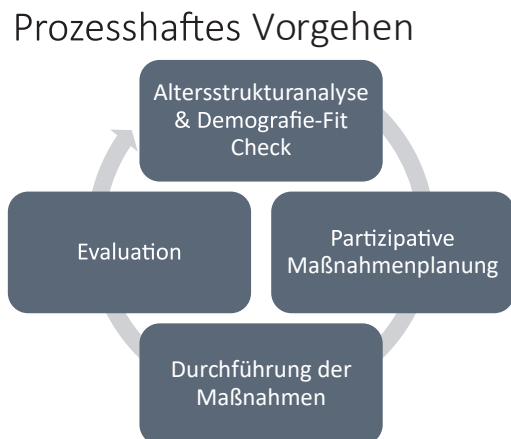 Prozesshaftes Vorgehen
Altersstrukturanalyse
& Demografie-Fit
Check
Partizipative
Maßnahmenplanung
Durchführung der
Maßnahmen
Evaluation